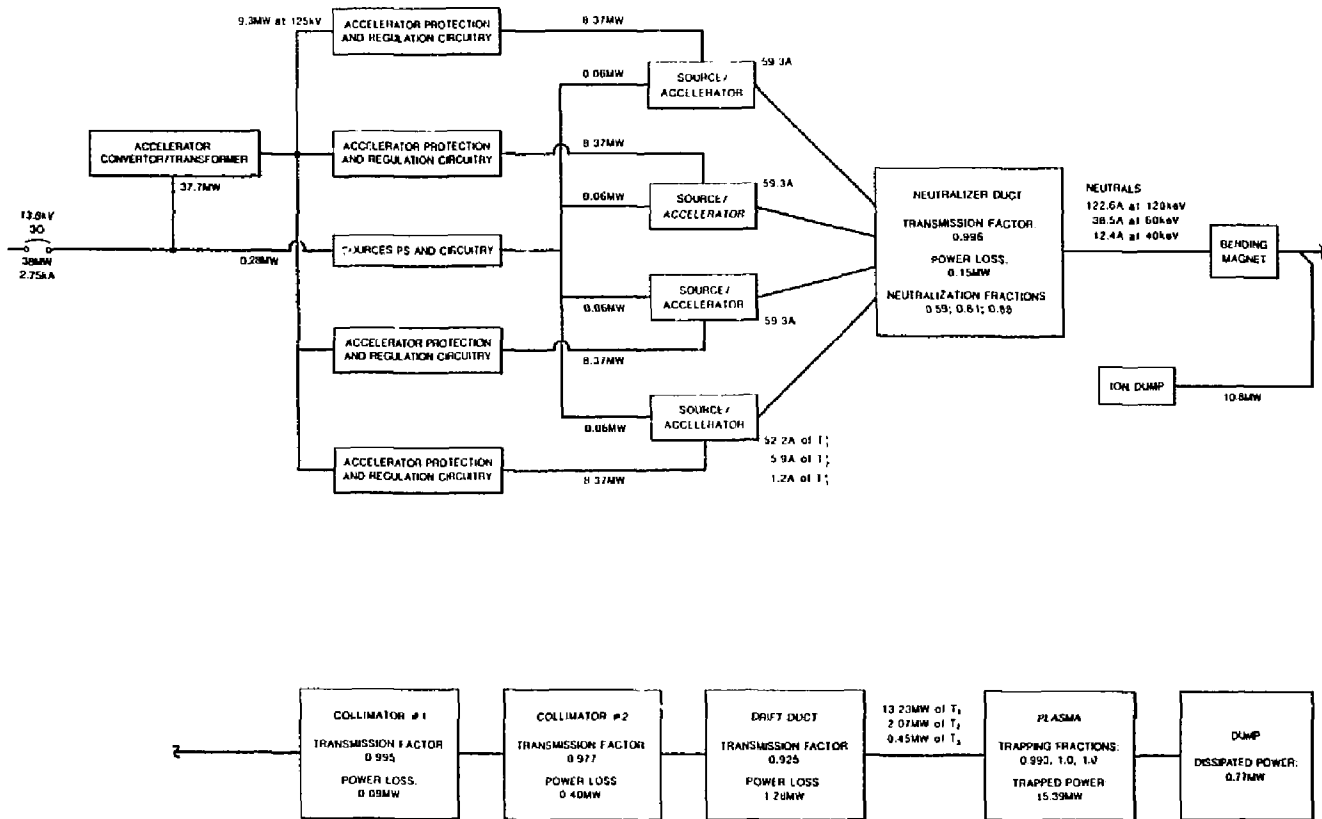 9.3MW at 125kV
ACCELERATOR PROTECTION
AND REGULATION CIRCUITRY
8.37MW
59.3A
0.06MW
SOURCE/
ACCELERATOR
ACCELERATOR
CONVERTOR/TRANSFORMER
37.7MW
ACCELERATOR PROTECTION
AND REGULATION CIRCUITRY
8.37MW
59.3A
0.06MW
SOURCE/
ACCELERATOR
13.8kV
38MW
2.75kA
0.28MW
SOURCES PS AND CIRCUITRY
0.06MW
SOURCE/
ACCELERATOR
59.3A
ACCELERATOR PROTECTION
AND REGULATION CIRCUITRY
8.37MW
0.06MW
SOURCE/
ACCELERATOR
52.2A of
5.9A of
1.2A of
ACCELERATOR PROTECTION
AND REGULATION CIRCUITRY
8.37MW
NEUTRALIZER DUCT
TRANSMISSION FACTOR
0.996
POWER LOSS.
0.15MW
NEUTRALIZATION FRACTIONS
NEUTRALS
122.6A at 120keV
38.5A at 60keV
12.4A at 40keV
BENDING
MAGNET
ION DUMP
10.8MW
COLLIMATOR #1
TRANSMISSION FACTOR
0.995
POWER LOSS.
0.09MW
COLLIMATOR #2
TRANSMISSION FACTOR
0.977
POWER LOSS
0.40MW
DRIFT DUCT
TRANSMISSION FACTOR
0.925
POWER LOSS
1.28MW
13.23MW of T₁
2.07MW of T₂
0.45MW of T₃
PLASMA
TRAPPING FRACTIONS:
0.990, 1.0, 1.0
TRAPPED POWER
15.39MW
DUMP
DISSIPATED POWER:
0.77MW